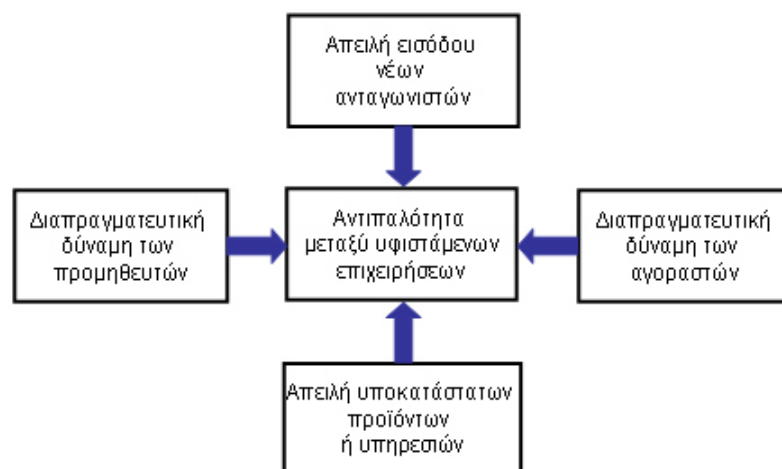 Απειλή εισόδου
νέων
ανταγωνιστών
Διαπραγματευτική
δύναμη των
προμηθευτών
Αντιπαλότητα
μεταξύ υφιστάμενων
επιχειρήσεων
Διαπραγματευτική
δύναμη των
αγοραστών
Απειλή υποκατάστατων
προϊόντων
ή υπηρεσιών